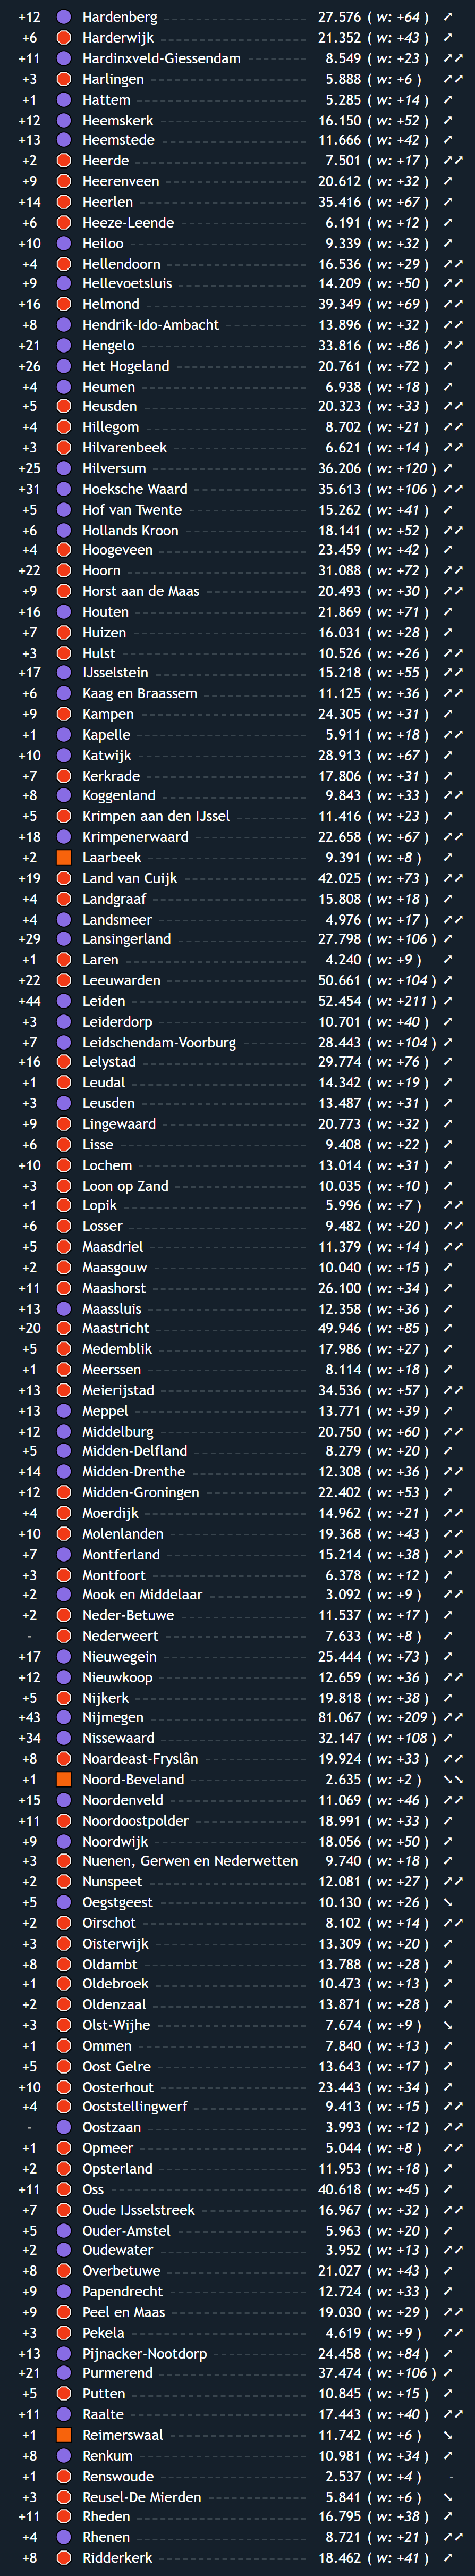 +12 Hardenberg 27.576 ( w: +64 )
+6 Harderwijk 21.352 ( w: +43 )
+11 Hardinxveld-Giessendam 8.549 ( w: +23 )
+3 Harlingen 5.888 ( w: +6 )
+1 Hattem 5.285 ( w: +14 )
+12 Heemskerk 16.150 ( w: +52 )
+13 Heemstede 11.666 ( w: +42 )
+2 Heerde 7.501 ( w: +17 )
+9 Heerenveen 20.612 ( w: +32 )
+14 Heerlen 35.416 ( w: +67 )
+6 Heeze-Leende 6.191 ( w: +12 )
+10 Heiloo 9.339 ( w: +32 )
+4 Hellendoorn 16.536 ( w: +29 )
+9 Hellevoetsluis 14.209 ( w: +50 )
+16 Helmond 39.349 ( w: +69 )
+8 Hendrik-Ido-Ambacht 13.896 ( w: +32 )
+21 Hengelo 33.816 ( w: +86 )
+26 Het Hogeland 20.761 ( w: +72 )
+4 Heumen 6.938 ( w: +18 )
+5 Heusden 20.323 ( w: +33 )
+4 Hillegom 8.702 ( w: +21 )
+3 Hilvarenbeek 6.621 ( w: +14 )
+25 Hilversum 36.206 ( w: +120 )
+31 Hoeksche Waard 35.613 ( w: +106 )
+5 Hof van Twente 15.262 ( w: +41 )
+6 Hollands Kroon 18.141 ( w: +52 )
+4 Hoogeveen 23.459 ( w: +42 )
+22 Hoorn 31.088 ( w: +72 )
+9 Horst aan de Maas 20.493 ( w: +30 )
+16 Houten 21.869 ( w: +71 )
+7 Huizen 16.031 ( w: +28 )
+3 Hulst 10.526 ( w: +26 )
+17 IJsselstein 15.218 ( w: +55 )
+6 Kaag en Braassem 11.125 ( w: +36 )
+9 Kampen 24.305 ( w: +31 )
+1 Kapelle 5.911 ( w: +18 )
+10 Katwijk 28.913 ( w: +67 )
+7 Kerkrade 17.806 ( w: +31 )
+8 Koggenland 9.843 ( w: +33 )
+5 Krimpen aan den IJssel 11.416 ( w: +23 )
+18 Krimpenerwaard 22.658 ( w: +67 )
+2 Laarbeek 9.391 ( w: +8 )
+19 Land van Cuijk 42.025 ( w: +73 )
+4 Landgraaf 15.808 ( w: +18 )
+4 Landsmeer 4.976 ( w: +17 )
+29 Lansingerland 27.798 ( w: +106 )
+1 Laren 4.240 ( w: +9 )
+22 Leeuwarden 50.661 ( w: +104 )
+44 Leiden 52.454 ( w: +211 )
+3 Leiderdorp 10.701 ( w: +40 )
+7 Leidschendam-Voorburg 28.443 ( w: +104 )
+16 Lelystad 29.774 ( w: +76 )
+1 Leudal 14.342 ( w: +19 )
+3 Leusden 13.487 ( w: +31 )
+9 Lingewaard 20.773 ( w: +32 )
+6 Lisse 9.408 ( w: +22 )
+10 Lochem 13.014 ( w: +31 )
+3 Loon op Zand 10.035 ( w: +10 )
+1 Lopik 5.996 ( w: +7 )
+6 Losser 9.482 ( w: +20 )
+5 Maasdriel 11.379 ( w: +14 )
+2 Maasgouw 10.040 ( w: +15 )
+11 Maashorst 26.100 ( w: +34 )
+13 Maassluis 12.358 ( w: +36 )
+20 Maastricht 49.946 ( w: +85 )
+5 Medemblik 17.986 ( w: +27 )
+1 Meerssen 8.114 ( w: +18 )
+13 Meierijstad 34.536 ( w: +57 )
+13 Meppel 13.771 ( w: +39 )
+12 Middelburg 20.750 ( w: +60 )
+5 Midden-Delfland 8.279 ( w: +20 )
+14 Midden-Drenthe 12.308 ( w: +36 )
+12 Midden-Groningen 22.402 ( w: +53 )
+4 Moerdijk 14.962 ( w: +21 )
+10 Molenlanden 19.368 ( w: +43 )
+7 Montferland 15.214 ( w: +38 )
+3 Montfoort 6.378 ( w: +12 )
+2 Mook en Middelaar 3.092 ( w: +9 )
+2 Neder-Betuwe 11.537 ( w: +17 )
- Nederweert 7.633 ( w: +8 )
+17 Nieuwegein 25.444 ( w: +73 )
+12 Nieuwkoop 12.659 ( w: +36 )
+5 Nijkerk 19.818 ( w: +38 )
+43 Nijmegen 81.067 ( w: +209 )
+34 Nissewaard 32.147 ( w: +108 )
+8 Noardeast-Fryslân 19.924 ( w: +33 )
+1 Noord-Beveland 2.635 ( w: +2 )
+15 Noordenveld 11.069 ( w: +46 )
+11 Noordoostpolder 18.991 ( w: +33 )
+9 Noordwijk 18.056 ( w: +50 )
+3 Nuenen, Gerwen en Nederwetten 9.740 ( w: +18 )
+2 Nunspeet 12.081 ( w: +27 )
+5 Oegstgeest 10.130 ( w: +26 )
+2 Oirschot 8.102 ( w: +14 )
+3 Oisterwijk 13.309 ( w: +20 )
+8 Oldambt 13.788 ( w: +28 )
+1 Oldebroek 10.473 ( w: +13 )
+2 Oldenzaal 13.871 ( w: +28 )
+3 Olst-Wijhe 7.674 ( w: +9 )
+1 Ommen 7.840 ( w: +13 )
+5 Oost Gelre 13.643 ( w: +17 )
+10 Oosterhout 23.443 ( w: +34 )
+4 Ooststellingwerf 9.413 ( w: +15 )
- Oostzaan 3.993 ( w: +12 )
+1 Opmeer 5.044 ( w: +8 )
+2 Opsterland 11.953 ( w: +18 )
+11 Oss 40.618 ( w: +45 )
+7 Oude IJsselstreek 16.967 ( w: +32 )
+5 Ouder-Amstel 5.963 ( w: +20 )
+2 Oudewater 3.952 ( w: +13 )
+8 Overbetuwe 21.027 ( w: +43 )
+9 Papendrecht 12.724 ( w: +33 )
+9 Peel en Maas 19.030 ( w: +29 )
+3 Pekela 4.619 ( w: +9 )
+13 Pijnacker-Nootdorp 24.458 ( w: +84 )
+21 Purmerend 37.474 ( w: +106 )
+5 Putten 10.845 ( w: +15 )
+11 Raalte 17.443 ( w: +40 )
+1 Reimerswaal 11.742 ( w: +6 )
+8 Renkum 10.981 ( w: +34 )
+1 Renswoude 2.537 ( w: +4 ) -
+3 Reusel-De Mierden 5.841 ( w: +6 )
+11 Rheden 16.795 ( w: +38 )
+4 Rhenen 8.721 ( w: +21 )
+8 Ridderkerk 18.462 ( w: +41 )